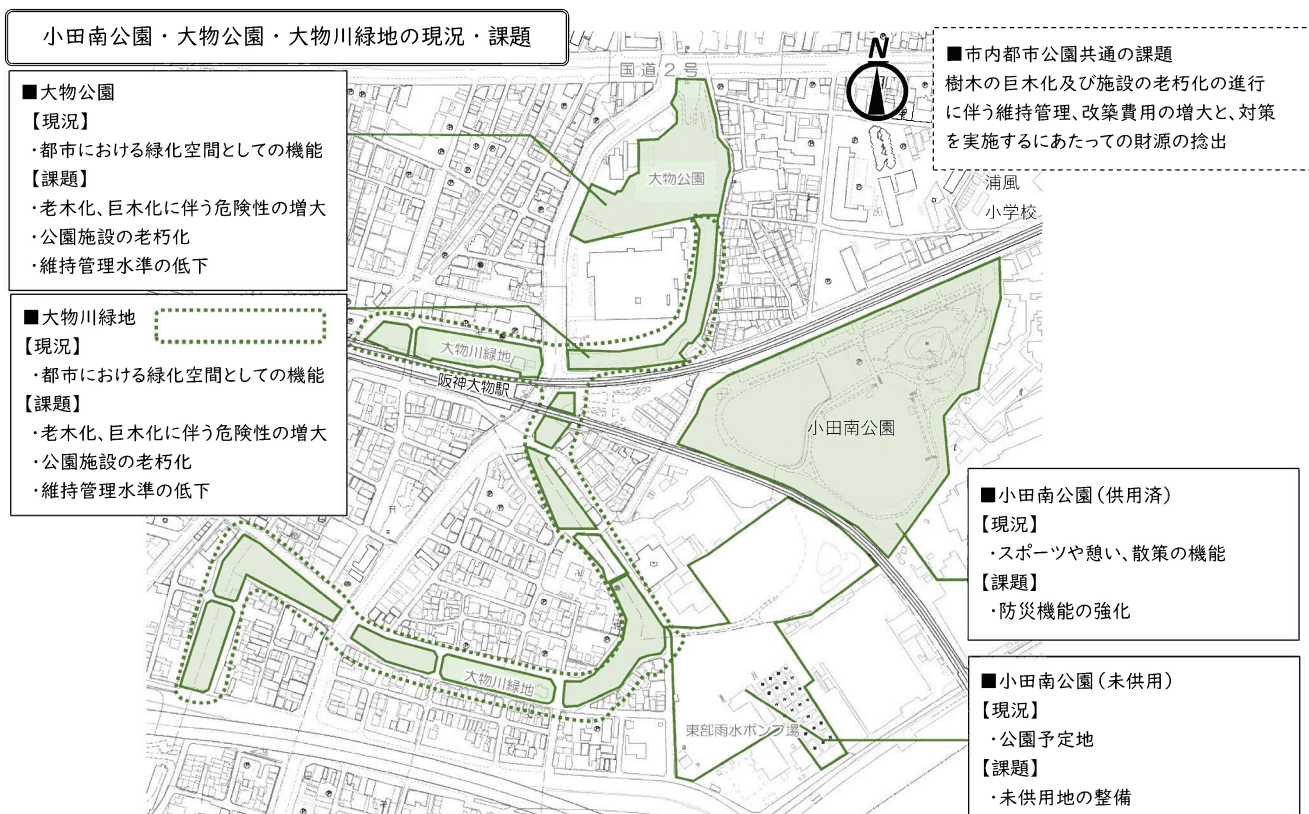 小田南公園・大物公園・大物川緑地の現況・課題
■大物公園
【現況】
・都市における緑化空間としての機能
【課題】
・老木化、巨木化に伴う危険性の増大
・公園施設の老朽化
・維持管理水準の低下
■大物川緑地
【現況】
・都市における緑化空間としての機能
【課題】
・老木化、巨木化に伴う危険性の増大
・公園施設の老朽化
・維持管理水準の低下
国道2号
N
■市内都市公園共通の課題
樹木の巨木化及び施設の老朽化の進行
に伴う維持管理、改築費用の増大と、対策
を実施するにあたっての財源の捻出
浦風
小学校
大物公園
大物川緑地
阪神大物駅
小田南公園
■小田南公園(供用済)
【現況】
・スポーツや憩い、散策の機能
【課題】
・防災機能の強化
大物川緑地
東部雨水ポンプ場
■小田南公園(未供用)
【現況】
・公園予定地
【課題】
・未供用地の整備